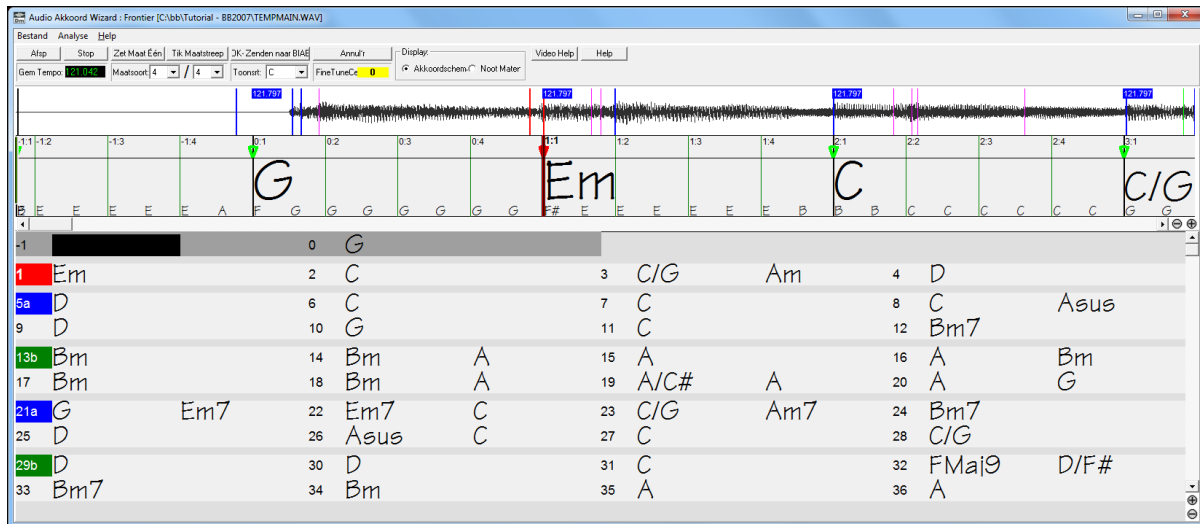 Audio Akkoord Wizard : Frontier [C:\bb\Tutorial - BB2007\TEMPMAIN.WAV]
Bestand Analyse Help
Afsp Stop Zet Maat Één Tik Maatstreep OK- Zenden naar BIAB Annul'r Display: Video Help Help
Gem Tempo: 121.042 Maatsoort: 4 / 4 Toonsrt: C FineTuneCe 0 Akkoordschem Noot Mater
121.797 121.797 121.797 121.797
-1:1 -1:2 -1:3 -1:4 0:1 0:2 0:3 0:4 1:1 1:2 1:3 1:4 2:1 2:2 2:3 2:4 3:1
G Em C C/G
B E E E E E A F G G G G G G G F# E E E E E E B B B C C C C C C G G
-1 0 G
1 Em 2 C 3 C/G Am 4 D
5a D 6 C 7 C 8 C Asus
9 D 10 G 11 C 12 Bm7
13b Bm 14 Bm A 15 A 16 A Bm
17 Bm 18 Bm A 19 A/C# A 20 A G
21a G Em7 22 Em7 C 23 C/G Am7 24 Bm7
25 D 26 Asus C 27 C 28 C/G
29b D 30 D 31 C 32 FMaj9 D/F#
33 Bm7 34 Bm 35 A 36 A